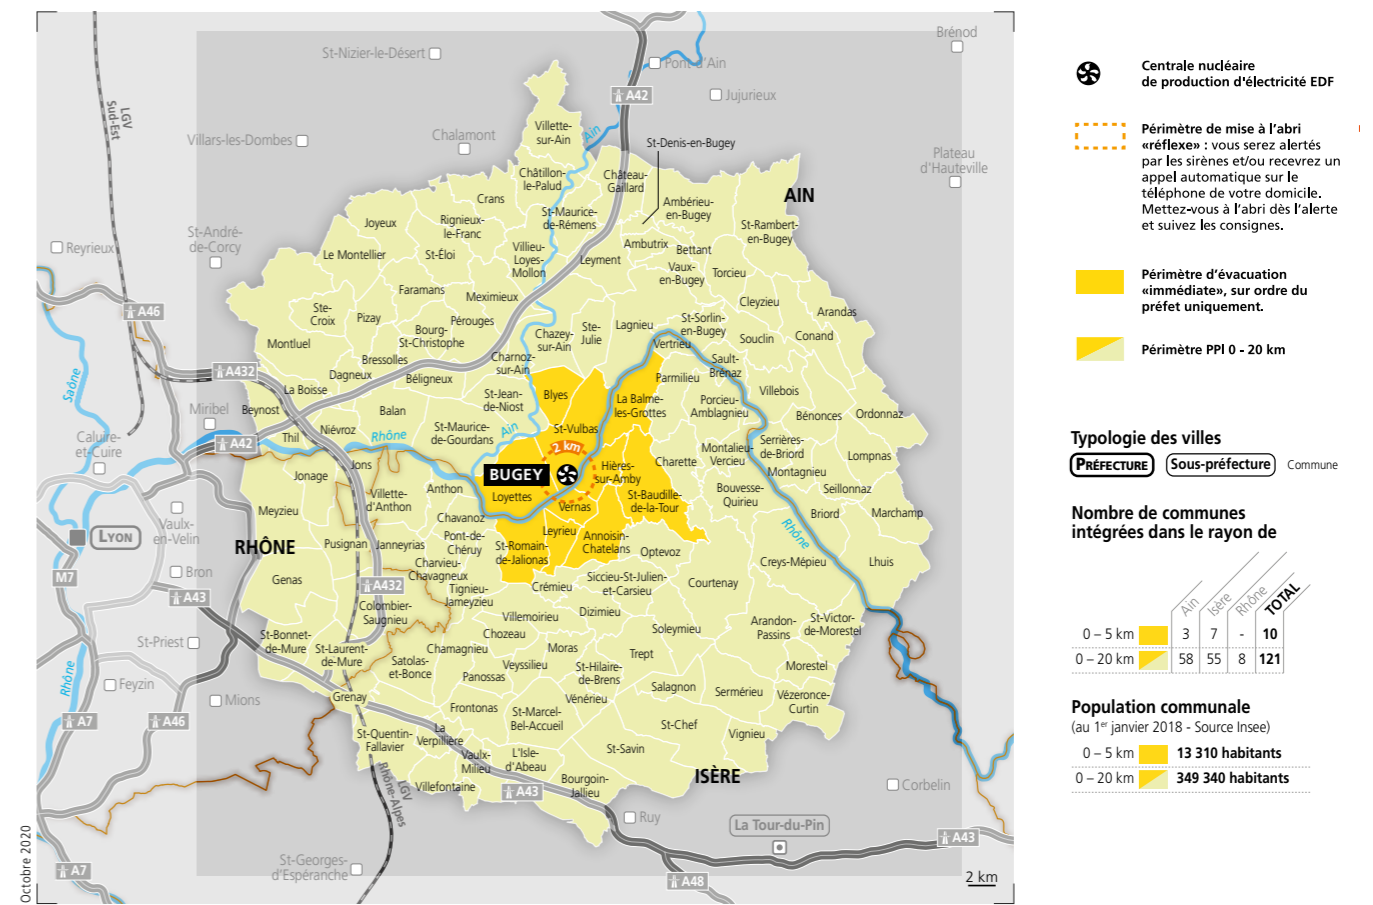 Brénod
St-Nizier-le-Désert
Pont-d'Ain
A42
Jujurieux
LGV
Sud-Est
Villette-
sur-Ain
Ain
Villars-les-Dombes
Chalamont
St-Denis-en-Bugey
Plateau
d'Hauteville
Châtillon-
le-Palud
Château-
Gaillard
AIN
Crans
Ambérieu-
en-Bugey
Joyeux
Rignieux-
le-Franc
St-Maurice-
de-Rémens
St-Rambert-
en-Bugey
St-André-
de-Corcy
Reyrieux
Le Montellier
St-Éloi
Villieu-
Loyes-
Mollon
Leyment
Ambutrix
Bettant
Vaux-
en-Bugey
Torcieu
Faramans
Meximieux
Cleyzieu
Arandas
A46
Ste-
Croix
Pizay
Pérouges
Bourg-
St-Christophe
Chazey-
sur-Ain
Ste-
Julie
Lagnieu
St-Sorlin-
en-Bugey
Souclin
Conand
Montluel
Vertrieu
Bressolles
Charnoz-
sur-Ain
Sault-
Brénaz
A432
Dagneux
Béligneux
Parmilieu
Saône
La Boisse
St-Jean-
de-Niost
Blyes
La Balme-
les-Grottes
Villebois
Porcieu-
Amblagnieu
Miribel
Beynost
Balan
Bénonces
Ordonnaz
Niévroz
St-Maurice-
de-Gourdans
Ain
St-Vulbas
Caluire-
et-Cuire
A42
Thil
Rhône
2 km
Serrières-
de-Briord
Montalieu-
Vercieu
Lompnas
Jons
Jonage
BUGEY
Hières-
sur-Amby
Charette
Montagnieu
Villette-
d'Anthon
Anthon
Loyettes
St-Baudille-
de-la-Tour
Bouvesse-
Quirieu
Seillonnaz
Meyzieu
Vernas
Briord
Marchamp
Vaulx-
en-Velin
Chavanoz
LYON
RHÔNE
Pusignan
Janneyrias
Pont-de-
Chéruy
Leyrieu
Annoisin-
Chatelans
Rhône
St-Romain-
de-Jalionas
Optevoz
Creys-Mépieu
Lhuis
M7
Bron
Genas
Charvieu-
Chavagneux
A432
Crémieu
Siccieu-St-Julien-
et-Carsieu
Courtenay
A43
Tignieu-
Jameyzieu
Colombier-
Saugnieu
Villemoirieu
Dizimieu
Arandon-
Passins
St-Victor-
de-Morestel
St-Priest
St-Bonnet-
de-Mure
St-Laurent-
de-Mure
Chozeau
Soleymieu
Chamagnieu
Moras
Trept
Satolas-
et-Bonce
Veyssilieu
St-Hilaire-
de-Brens
Morestel
Rhône
Feyzin
Panossas
Mions
Grenay
Vénérieu
Salagnon
Sermérieu
Vézeronce-
Curtin
A7
A46
Frontonas
St-Marcel-
Bel-Accueil
St-Chef
Vignieu
St-Quentin-
Fallavier
La
Verpillière
St-Savin
Vaulx-
Milieu
L'Isle-
d'Abeau
LGV
Rhône-Alpes
Villefontaine
A43
Bourgoin-
Jallieu
ISÈRE
Corbelin
Ruy
La Tour-du-Pin
A43
St-Georges-
d'Espéranche
A7
A48
2 km
Octobre 2020
Centrale nucléaire
de production d'électricité EDF
Périmètre de mise à l'abri
«réflexe» : vous serez alertés
par les sirènes et/ou recevrez un
appel automatique sur le
téléphone de votre domicile.
Mettez-vous à l'abri dès l'alerte
et suivez les consignes.
Périmètre d'évacuation
«immédiate», sur ordre du
préfet uniquement.
Périmètre PPI 0 - 20 km
Typologie des villes
PRÉFECTURE Sous-préfecture Commune
Nombre de communes
intégrées dans le rayon de
Ain Isère Rhône TOTAL
0 – 5 km 3 7 - 10
0 – 20 km 58 55 8 121
Population communale
(au 1er janvier 2018 - Source Insee)
0 – 5 km 13 310 habitants
0 – 20 km 349 340 habitants